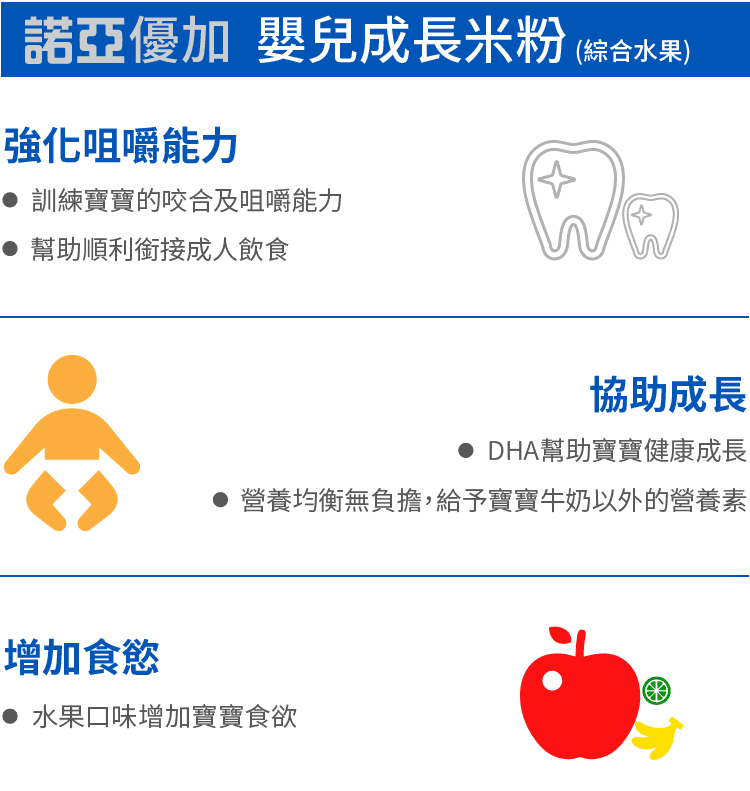 諾亞優加 嬰兒成長米粉 (綜合水果)
強化咀嚼能力
● 訓練寶寶的咬合及咀嚼能力
● 幫助順利銜接成人飲食
協助成長
● DHA幫助寶寶健康成長
● 營養均衡無負擔，給予寶寶牛奶以外的營養素
增加食慾
● 水果口味增加寶寶食欲